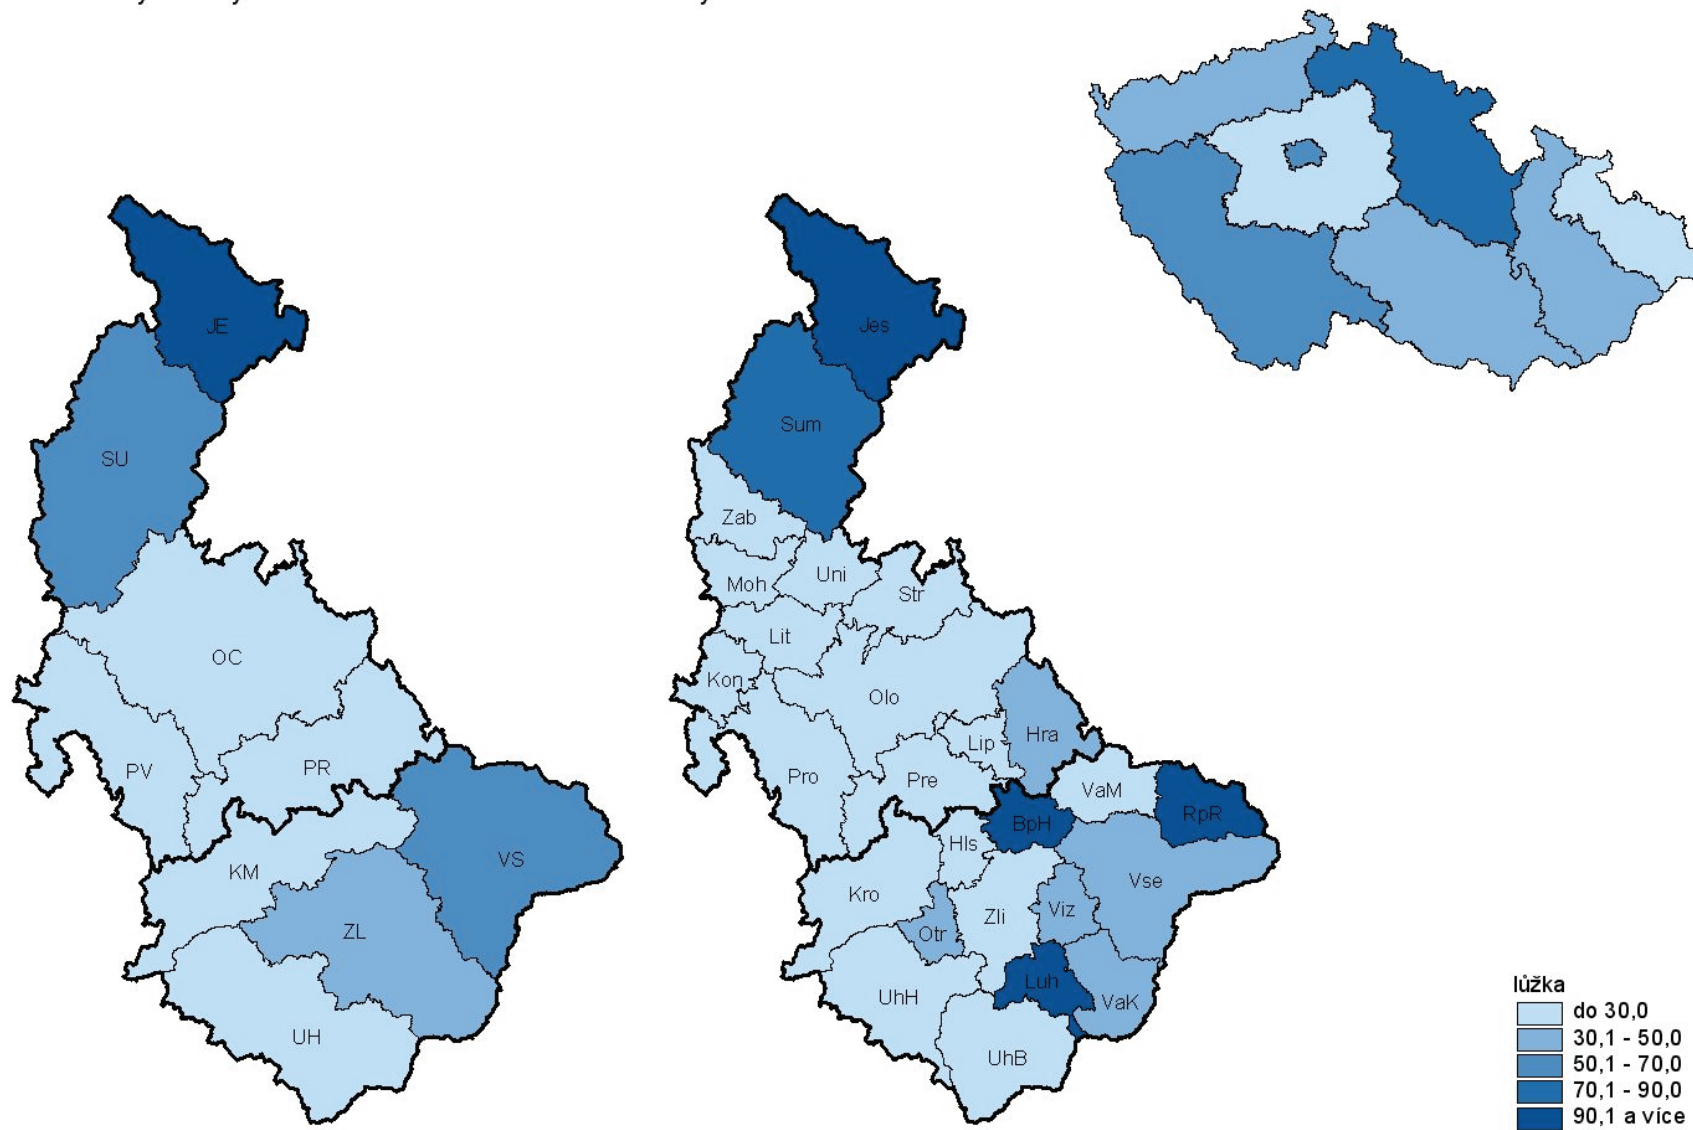 JE
SU
OC
PV
PR
KM
VS
ZL
UH
Jes
Sum
Zab
Moh
Uni
Str
Lit
Kon
Olo
Hra
Lip
Pro
Pre
VaM
RpR
BpH
Hls
Kro
Vse
Viz
Zli
Otr
Luh
UhH
VaK
UhB
lůžka
do 30,0
30,1 - 50,0
50,1 - 70,0
70,1 - 90,0
90,1 a více